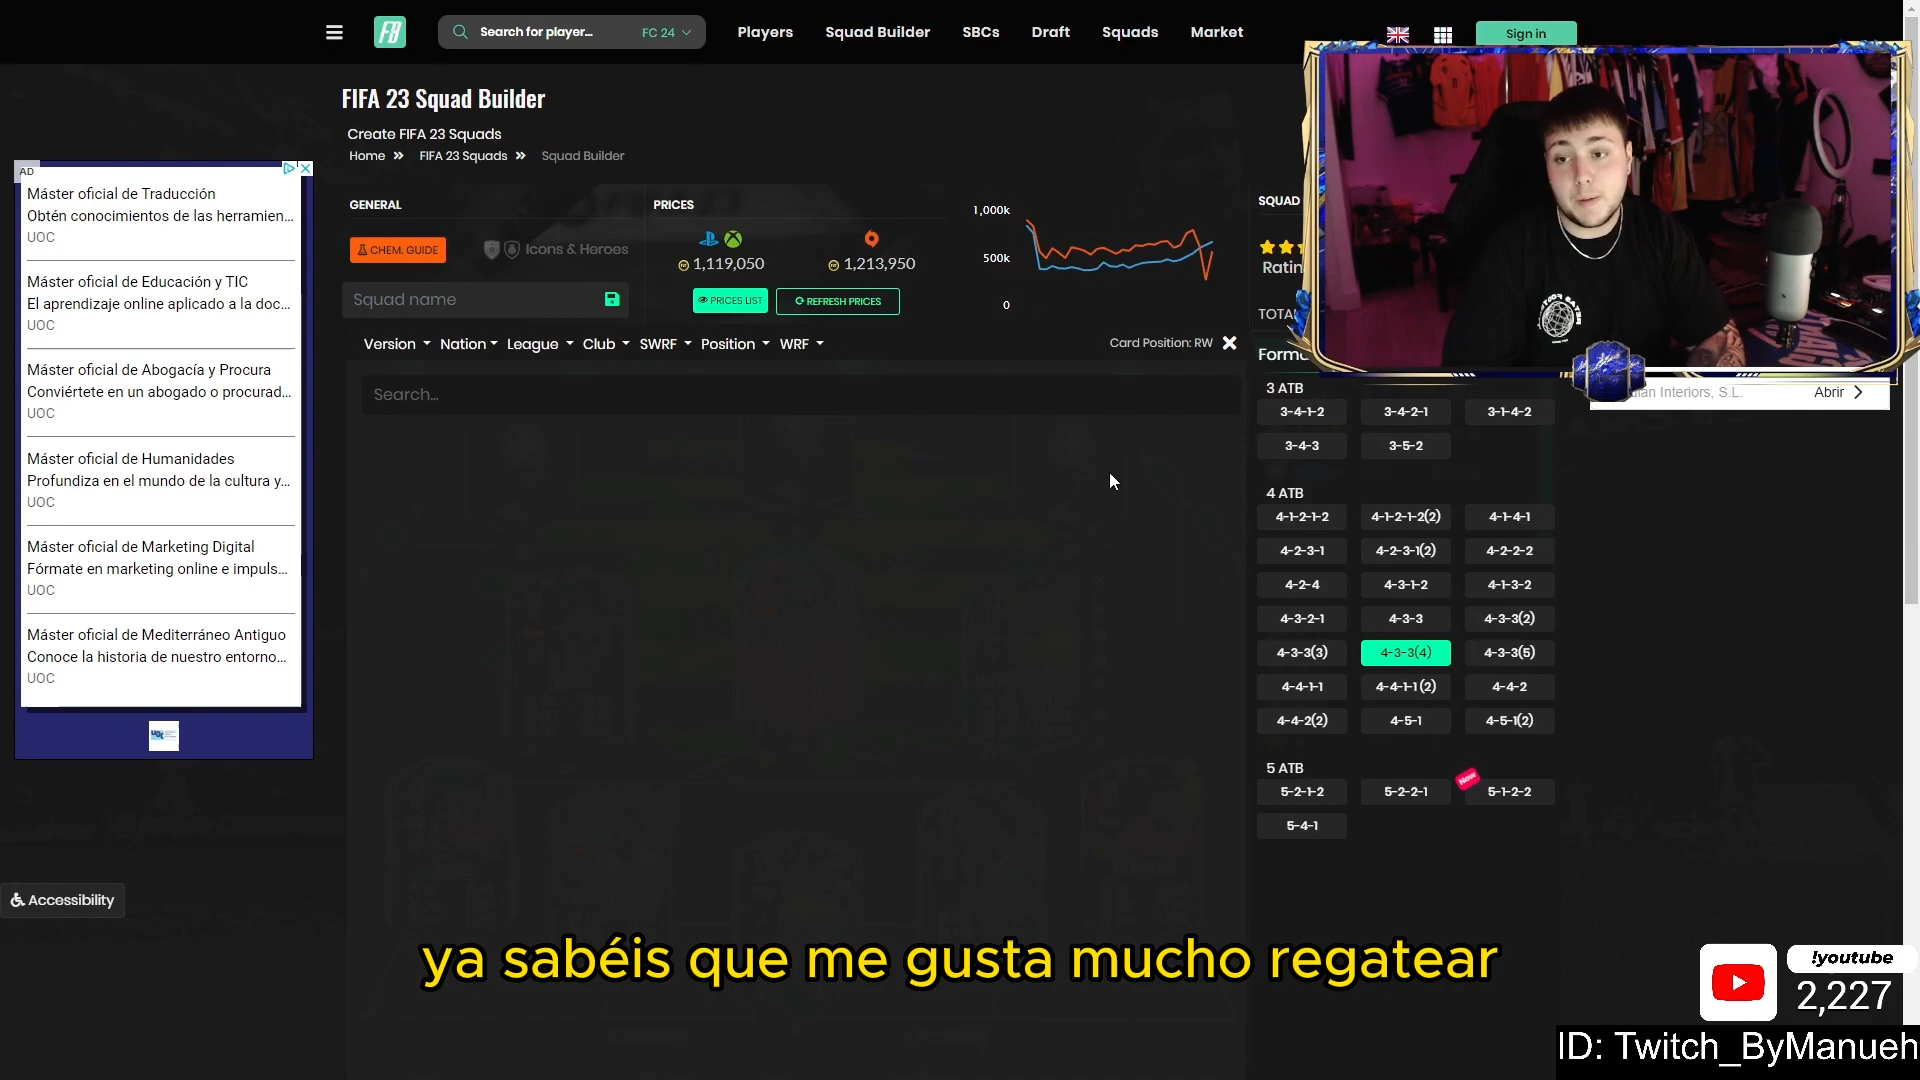 Search for player...
FC 24
Players
Squad Builder
SBCs
Draft
Squads
Market
Sign in
FIFA 23 Squad Builder
Create FIFA 23 Squads
Home
FIFA 23 Squads
Squad Builder
AD
Máster oficial de Traducción
Obtén conocimientos de las herramien...
UOC
Máster oficial de Educación y TIC
El aprendizaje online aplicado a la doc...
UOC
Máster oficial de Abogacía y Procura
Conviértete en un abogado o procurad...
UOC
Máster oficial de Humanidades
Profundiza en el mundo de la cultura y...
UOC
Máster oficial de Marketing Digital
Fórmate en marketing online e impuls...
UOC
Máster oficial de Mediterráneo Antiguo
Conoce la historia de nuestro entorno...
UOC
Accessibility
GENERAL
CHEM. GUIDE
Icons & Heroes
Squad name
PRICES
1,119,050
1,213,950
PRICES LIST
REFRESH PRICES
1,000k
500k
0
SQUAD
Ratin
TOTA
Version
Nation
League
Club
SWRF
Position
WRF
Card Position: RW
Search...
Forma
3 ATB
3-4-1-2
3-4-2-1
3-1-4-2
3-4-3
3-5-2
4 ATB
4-1-2-1-2
4-1-2-1-2(2)
4-1-4-1
4-2-3-1
4-2-3-1(2)
4-2-2-2
4-2-4
4-3-1-2
4-1-3-2
4-3-2-1
4-3-3
4-3-3(2)
4-3-3(3)
4-3-3(4)
4-3-3(5)
4-4-1-1
4-4-1-1 (2)
4-4-2
4-4-2(2)
4-5-1
4-5-1(2)
5 ATB
5-2-1-2
5-2-2-1
New
5-1-2-2
5-4-1
Interiors, S.L.
Abrir
ya sabéis que me gusta mucho regatear
!youtube
2,227
ID: Twitch_ByManueh